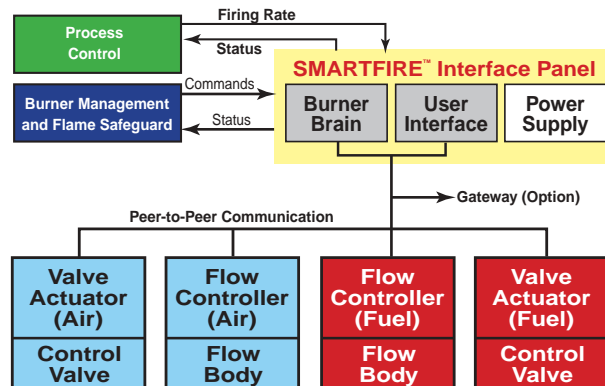 Firing Rate
Process
Control
Status
SMARTFIRE™ Interface Panel
Commands
Burner Management
and Flame Safeguard
Status
Burner
Brain
User
Interface
Power
Supply
Gateway (Option)
Peer-to-Peer Communication
Valve
Actuator
(Air)
Control
Valve
Flow
Controller
(Air)
Flow
Body
Flow
Controller
(Fuel)
Flow
Body
Valve
Actuator
(Fuel)
Control
Valve